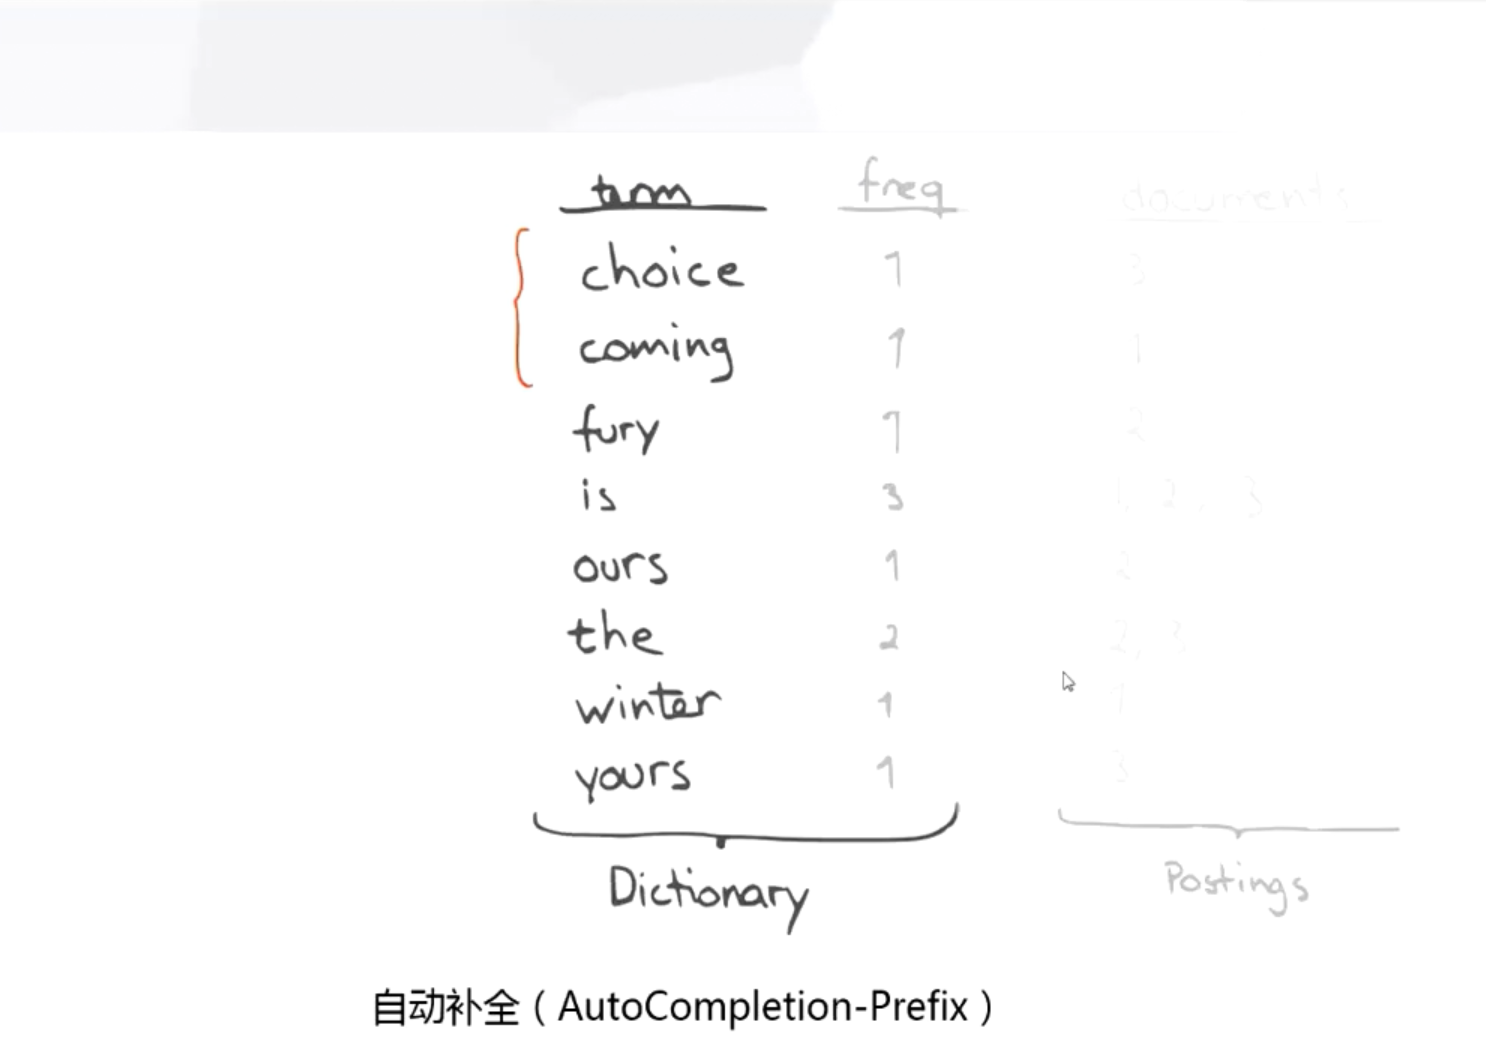 term freq documents
choice 1 3
coming 1 1
fury 1 2
is 3 1, 2, 3
ours 1 2
the 2 2, 3
winter 1 1
yours 1 3
Dictionary Postings
自动补全（AutoCompletion-Prefix）